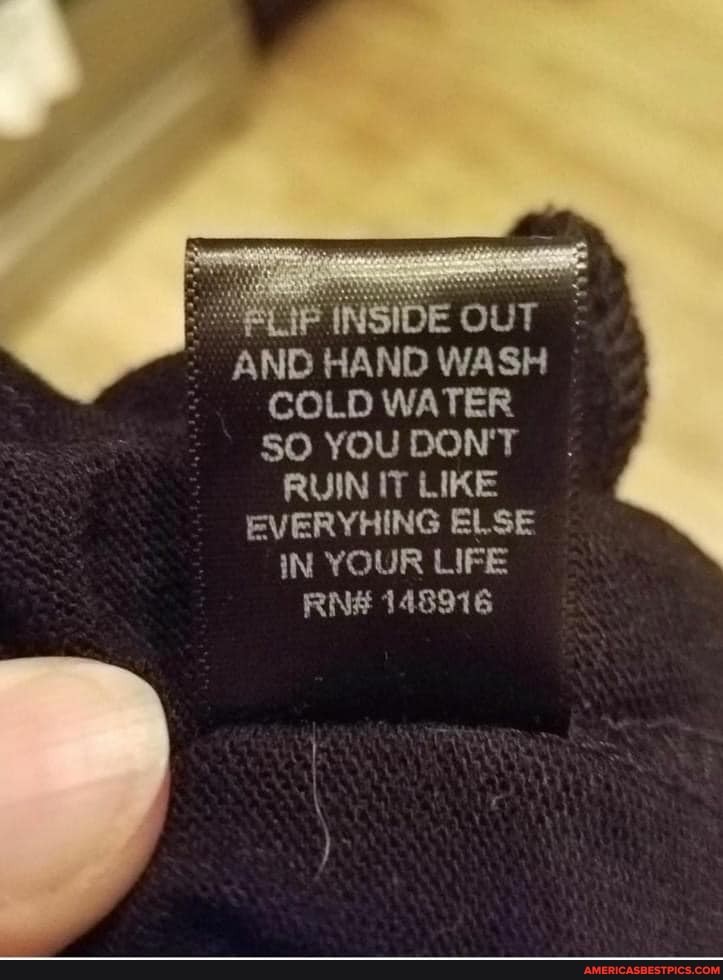 FLIP INSIDE OUT
AND HAND WASH
COLD WATER
SO YOU DON'T
RUIN IT LIKE
EVERYHING ELSE
IN YOUR LIFE
RN# 148916
AMERICASBESTPICS.COM